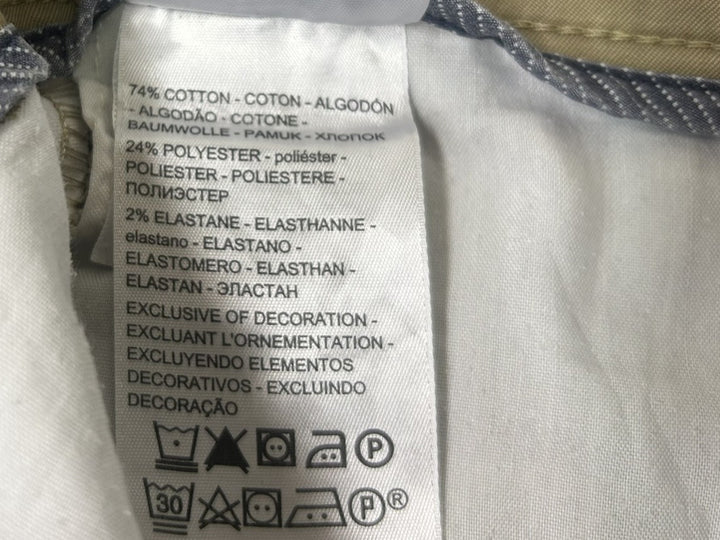 74% COTTON - COTON - ALGODÓN
- ALGODÃO - COTONE -
BAUMWOLLE - PAMUK - ХЛОПОК
24% POLYESTER - poliéster -
POLIESTER - POLIESTERE -
ПОЛИЭСТЕР
2% ELASTANE - ELASTHANNE -
elastano - ELASTANO -
ELASTOMERO - ELASTHAN -
ELASTAN - ЭЛАСТАН
EXCLUSIVE OF DECORATION -
EXCLUANT L'ORNEMENTATION -
EXCLUYENDO ELEMENTOS
DECORATIVOS - EXCLUINDO
DECORAÇÃO
P
30 P ®